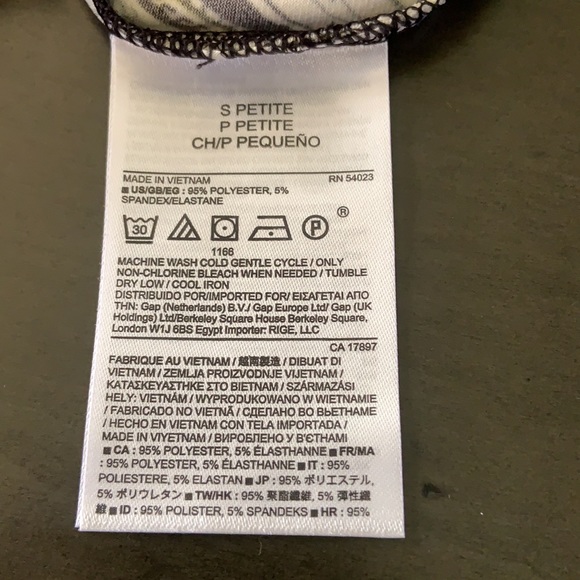 S PETITE
P PETITE
CH/P PEQUEÑO
MADE IN VIETNAM RN 54023
■ US/GB/EG : 95% POLYESTER, 5%
SPANDEX/ELASTANE
30 P ®
1166
MACHINE WASH COLD GENTLE CYCLE / ONLY
NON-CHLORINE BLEACH WHEN NEEDED / TUMBLE
DRY LOW / COOL IRON
DISTRIBUIDO POR/IMPORTED FOR/ ΕΙΣΑΓΕΤΑΙ ΑΠΟ
ΤΗΝ: Gap (Netherlands) B.V./ Gap Europe Ltd/ Gap (UK
Holdings) Ltd/Berkeley Square House Berkeley Square,
London W1J 6BS Egypt Importer: RIGE, LLC
CA 17897
FABRIQUE AU VIETNAM / 越南製造 / DIBUAT DI
VIETNAM / ZEMLJA PROIZVODNJE VIJETNAM /
ΚΑΤΑΣΚΕΥΑΣΤΗΚΕ ΣΤΟ ΒΙΕΤΝΑΜ / SZÁRMAZÁSI
HELY: VIETNÁM / WYPRODUKOWANO W WIETNAMIE
/ FABRICADO NO VIETNÃ / СДЕЛАНО ВО ВЬЕТНАМЕ
/ HECHO EN VIETNAM CON TELA IMPORTADA /
MADE IN VIYETNAM / ВИРОБЛЕНО У В'ЄТНАМІ
■ CA : 95% POLYESTER, 5% ÉLASTHANNE ■ FR/MA
: 95% POLYESTER, 5% ÉLASTHANNE ■ IT : 95%
POLIESTERE, 5% ELASTAN ■ JP : 95% ポリエステル,
5% ポリウレタン ■ TW/HK : 95% 聚酯纖維, 5% 彈性纖
維 ■ ID : 95% POLISTER, 5% SPANDEKS ■ HR : 95%